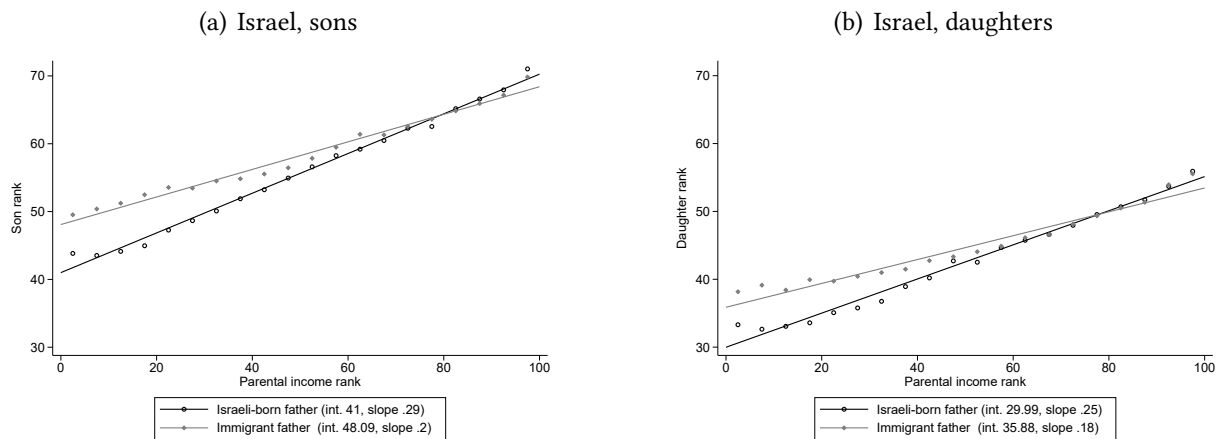 (a) Israel, sons
70
60
50
40
30
Son rank
0 20 40 60 80 100
Parental income rank
Israeli-born father (int. 41, slope .29)
Immigrant father (int. 48.09, slope .2)
(b) Israel, daughters
70
60
50
40
30
Daughter rank
0 20 40 60 80 100
Parental income rank
Israeli-born father (int. 29.99, slope .25)
Immigrant father (int. 35.88, slope .18)